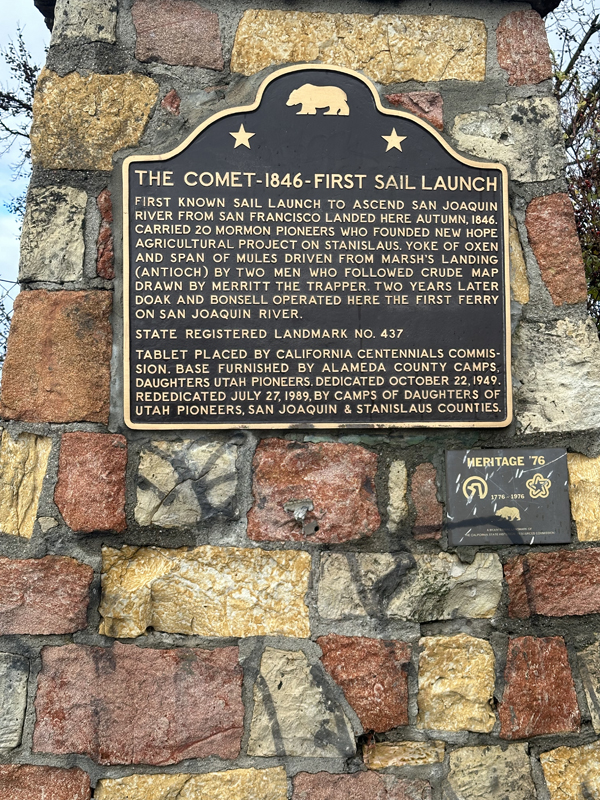 THE COMET-1846-FIRST SAIL LAUNCH
FIRST KNOWN SAIL LAUNCH TO ASCEND SAN JOAQUIN
RIVER FROM SAN FRANCISCO LANDED HERE AUTUMN, 1846.
CARRIED 20 MORMON PIONEERS WHO FOUNDED NEW HOPE
AGRICULTURAL PROJECT ON STANISLAUS. YOKE OF OXEN
AND SPAN OF MULES DRIVEN FROM MARSH'S LANDING
(ANTIOCH) BY TWO MEN WHO FOLLOWED CRUDE MAP
DRAWN BY MERRITT THE TRAPPER. TWO YEARS LATER
DOAK AND BONSELL OPERATED HERE THE FIRST FERRY
ON SAN JOAQUIN RIVER.
STATE REGISTERED LANDMARK NO. 437
TABLET PLACED BY CALIFORNIA CENTENNIALS COMMIS-
SION. BASE FURNISHED BY ALAMEDA COUNTY CAMPS,
DAUGHTERS UTAH PIONEERS. DEDICATED OCTOBER 22, 1949.
REDEDICATED JULY 27, 1989, BY CAMPS OF DAUGHTERS OF
UTAH PIONEERS, SAN JOAQUIN & STANISLAUS COUNTIES.
HERITAGE '76
1776 - 1976